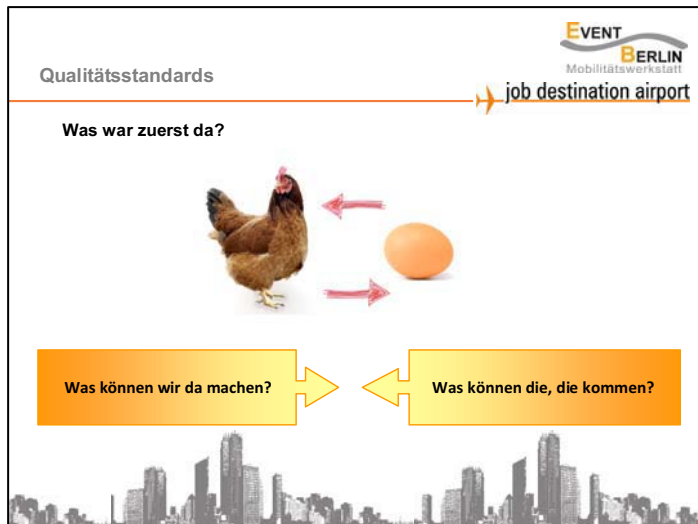 EVENT
BERLIN
Mobilitätswerkstatt
Qualitätsstandards
job destination airport
Was war zuerst da?
Was können wir da machen?
Was können die, die kommen?